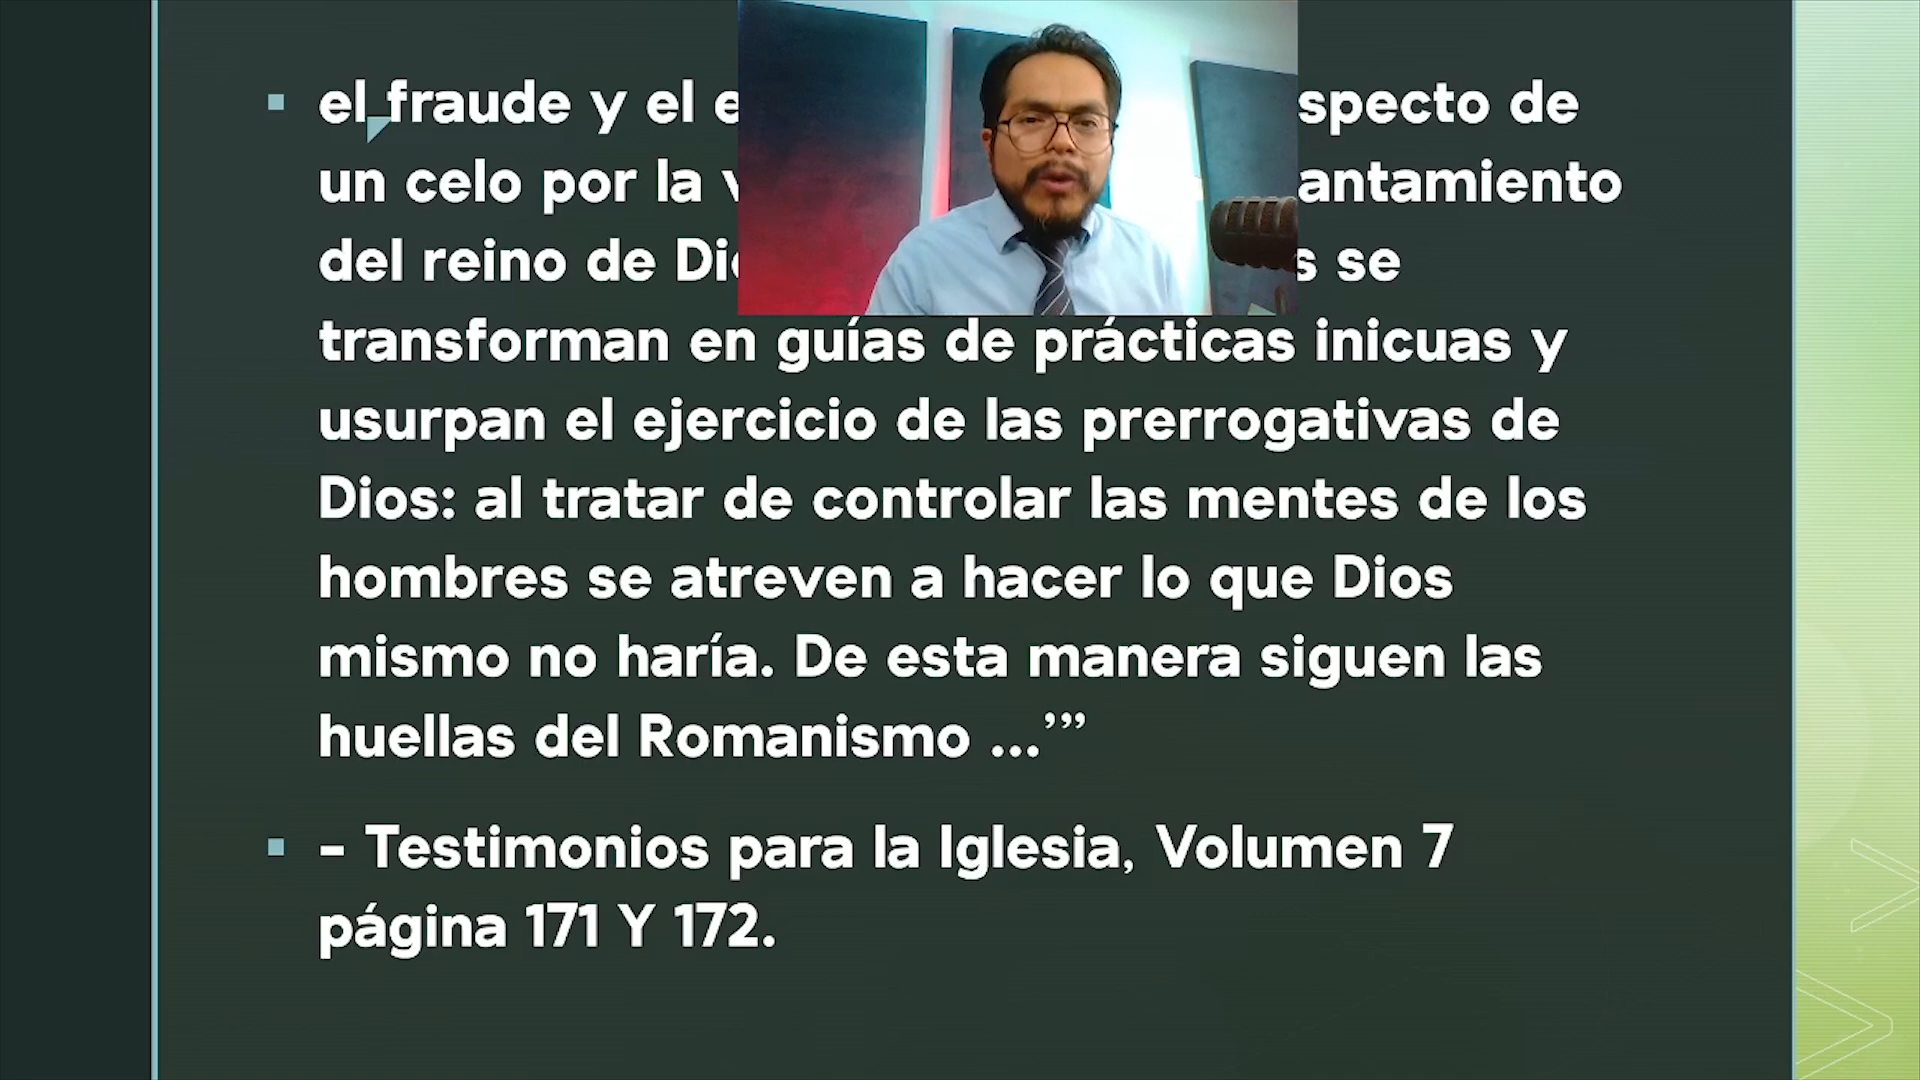 el fraude y el
specto de
un celo por la
antamiento
del reino de
se
transforman en guías de prácticas inicuas y
usurpan el ejercicio de las prerrogativas de
Dios: al tratar de controlar las mentes de los
hombres se atreven a hacer lo que Dios
mismo no haría. De esta manera siguen las
huellas del Romanismo ...’”
– Testimonios para la Iglesia, Volumen 7
página 171 Y 172.